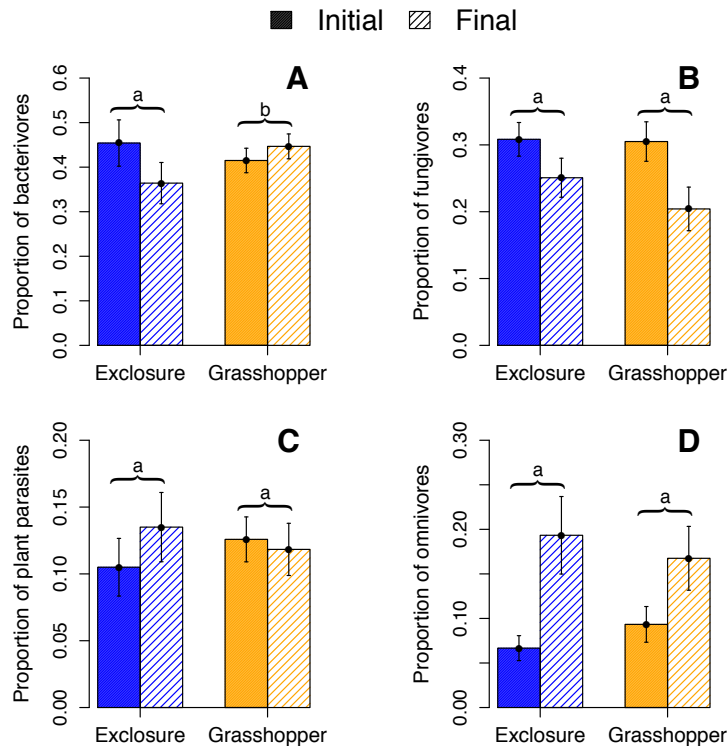 Initial Final
A
Proportion of bacterivores
0.0 0.1 0.2 0.3 0.4 0.5 0.6
a b
Exclosure Grasshopper
B
Proportion of fungivores
0.0 0.1 0.2 0.3 0.4
a a
Exclosure Grasshopper
C
Proportion of plant parasites
0.00 0.05 0.10 0.15 0.20
a a
Exclosure Grasshopper
D
Proportion of omnivores
0.00 0.10 0.20 0.30
a a
Exclosure Grasshopper